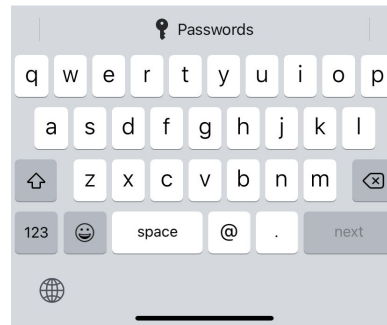 Passwords
q w e r t y u i o p
a s d f g h j k l
z x c v b n m
123 space @ . next